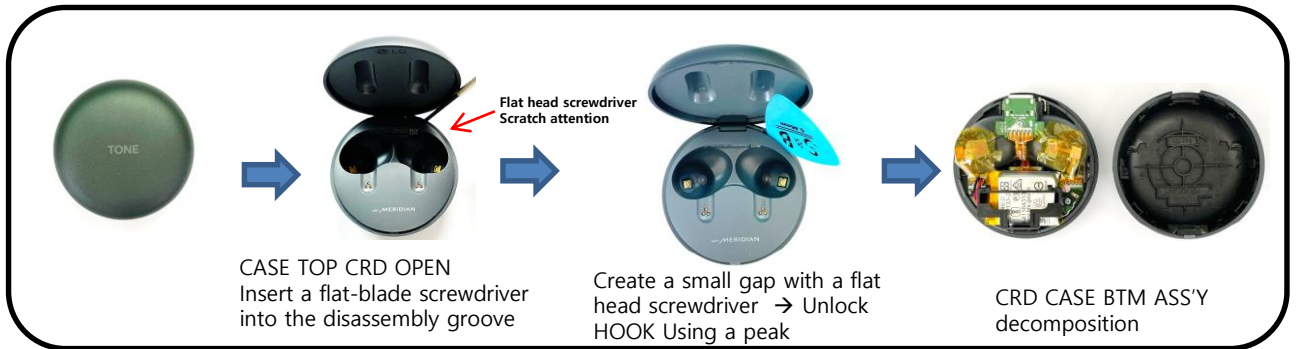 TONE
LG
Flat head screwdriver
Scratch attention
MERIDIAN
CASE TOP CRD OPEN
Insert a flat-blade screwdriver
into the disassembly groove
MERIDIAN
Create a small gap with a flat
head screwdriver → Unlock
HOOK Using a peak
CRD CASE BTM ASS'Y
decomposition